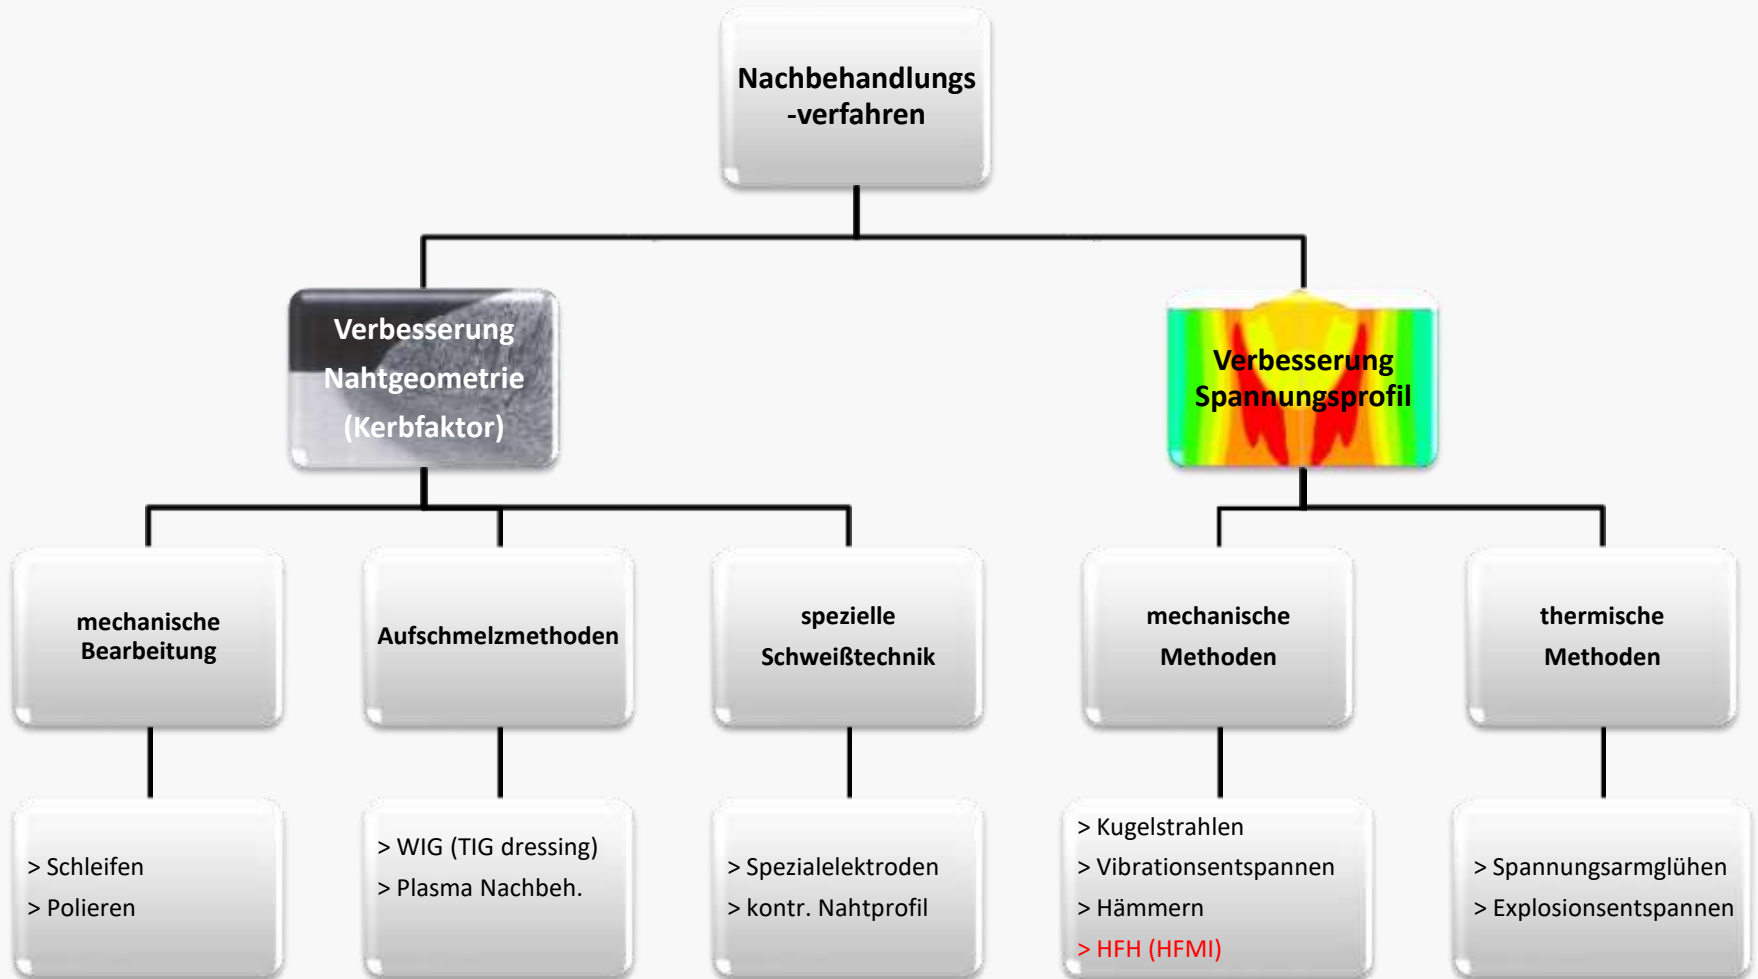 Nachbehandlungs
-verfahren
Verbesserung
Nahtgeometrie
(Kerbfaktor)
Verbesserung
Spannungsprofil
mechanische
Bearbeitung
Aufschmelzmethoden
spezielle
Schweißtechnik
mechanische
Methoden
thermische
Methoden
> Schleifen
> Polieren
> WIG (TIG dressing)
> Plasma Nachbeh.
> Spezialelektroden
> kontr. Nahtprofil
> Kugelstrahlen
> Vibrationsentspannen
> Hämmern
> HFH (HFMI)
> Spannungsarmglühen
> Explosionsentspannen